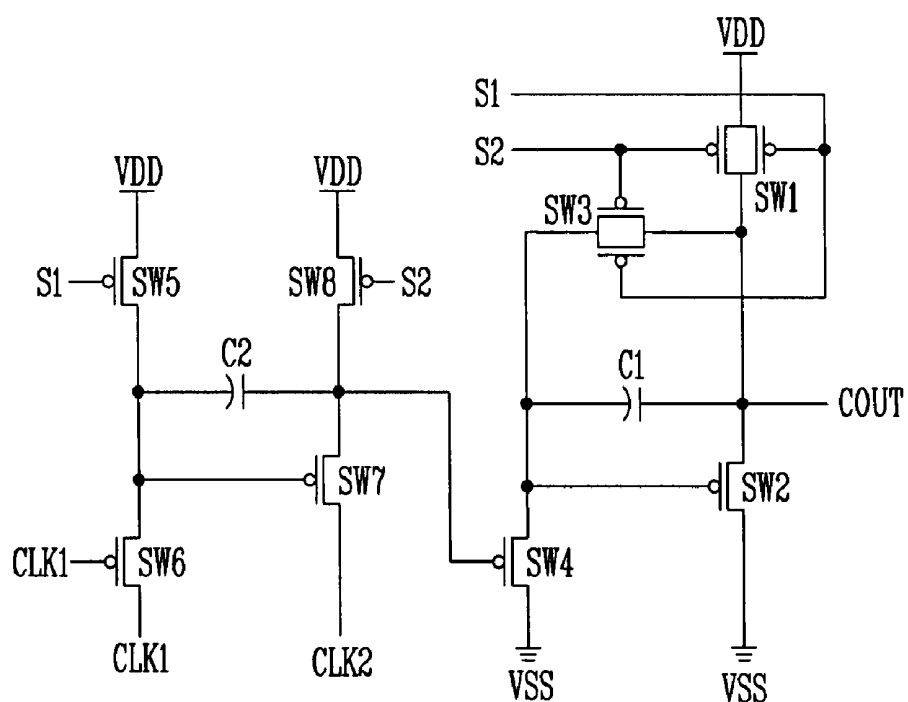 VDD
S1
S2
SW1
VDD
VDD
SW3
S1
SW5
SW8
S2
C2
C1
COUT
SW7
SW2
CLK1
SW6
SW4
CLK1
CLK2
VSS
VSS